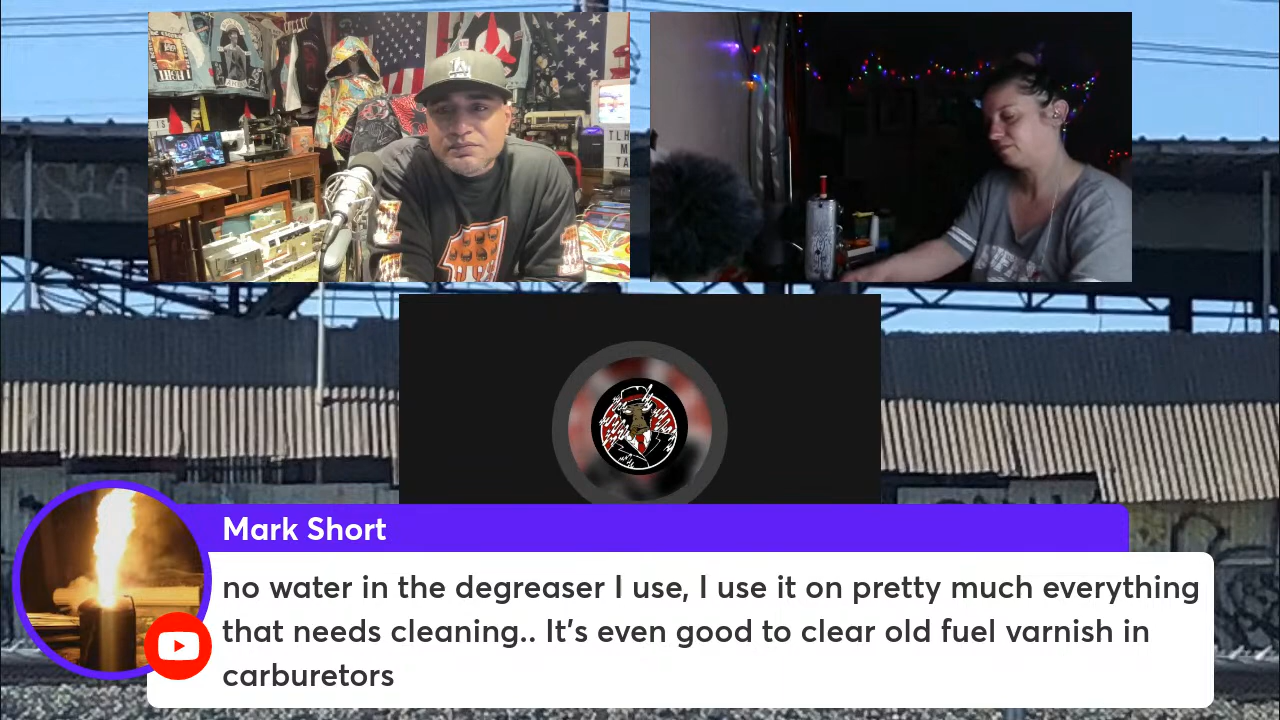 Mark Short
no water in the degreaser I use, I use it on pretty much everything
that needs cleaning.. It's even good to clear old fuel varnish in
carburetors